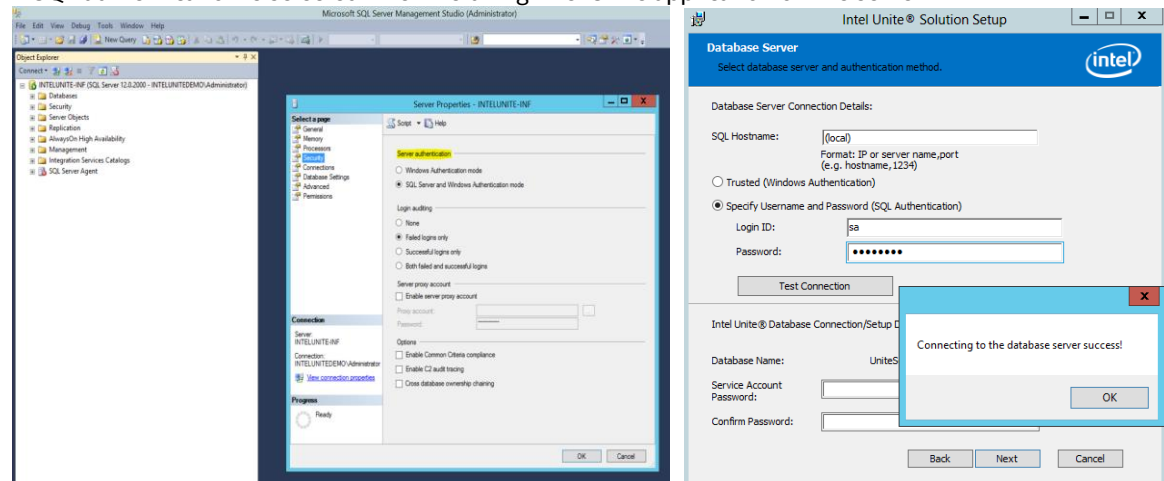 Microsoft SQL Server Management Studio (Administrator)
File Edit View Debug Tools Window Help
New Query
Object Explorer
Connect
INTELUNITE-INF (SQL Server 12.0.2000 - INTELUNITEDEMO\Administrator)
Databases
Security
Server Objects
Replication
AlwaysOn High Availability
Management
Integration Services Catalogs
SQL Server Agent
Server Properties - INTELUNITE-INF
Select a page
General
Memory
Processors
Security
Connections
Database Settings
Advanced
Permissions
Script Help
Server authentication
Windows Authentication mode
SQL Server and Windows Authentication mode
Login auditing
None
Failed logins only
Successful logins only
Both failed and successful logins
Server proxy account
Enable server proxy account
Proxy account:
Password:
Options
Enable Common Criteria compliance
Enable C2 audit tracing
Cross database ownership chaining
Connection
Server:
INTELUNITE-INF
Connection:
INTELUNITEDEMO\Administrator
View connection properties
Progress
Ready
OK Cancel
Intel Unite® Solution Setup
Database Server
Select database server and authentication method.
intel
Database Server Connection Details:
SQL Hostname: (local)
Format: IP or server name,port
(e.g. hostname,1234)
Trusted (Windows Authentication)
Specify Username and Password (SQL Authentication)
Login ID: sa
Password: ••••••••
Test Connection
Intel Unite® Database Connection/Setup D
Database Name: UniteS
Service Account
Password:
Confirm Password:
Back Next Cancel
Connecting to the database server success!
OK